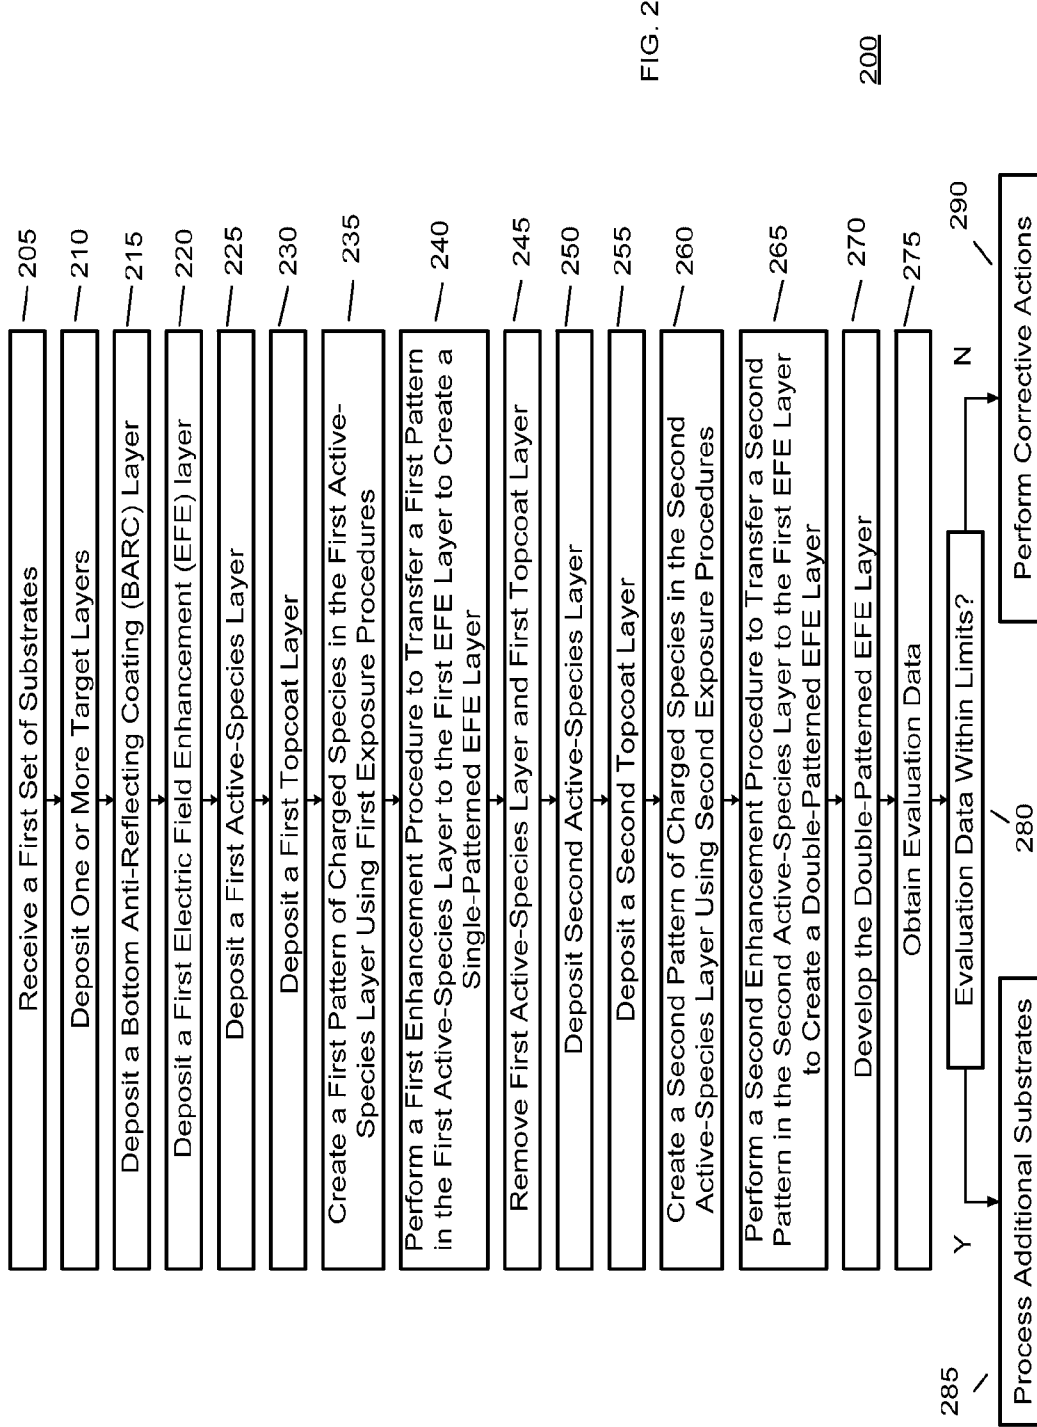 Receive a First Set of Substrates
205
Deposit One or More Target Layers
210
Deposit a Bottom Anti-Reflecting Coating (BARC) Layer
215
Deposit a First Electric Field Enhancement (EFE) layer
220
Deposit a First Active-Species Layer
225
Deposit a First Topcoat Layer
230
Create a First Pattern of Charged Species in the First Active-
Species Layer Using First Exposure Procedures
235
Perform a First Enhancement Procedure to Transfer a First Pattern
in the First Active-Species Layer to the First EFE Layer to Create a
Single-Patterned EFE Layer
240
Remove First Active-Species Layer and First Topcoat Layer
245
Deposit Second Active-Species Layer
250
Deposit a Second Topcoat Layer
255
Create a Second Pattern of Charged Species in the Second
Active-Species Layer Using Second Exposure Procedures
260
Perform a Second Enhancement Procedure to Transfer a Second
Pattern in the Second Active-Species Layer to the First EFE Layer
to Create a Double-Patterned EFE Layer
265
Develop the Double-Patterned EFE Layer
270
Obtain Evaluation Data
275
Y
Evaluation Data Within Limits?
N
280
285
Process Additional Substrates
290
Perform Corrective Actions
FIG. 2
200